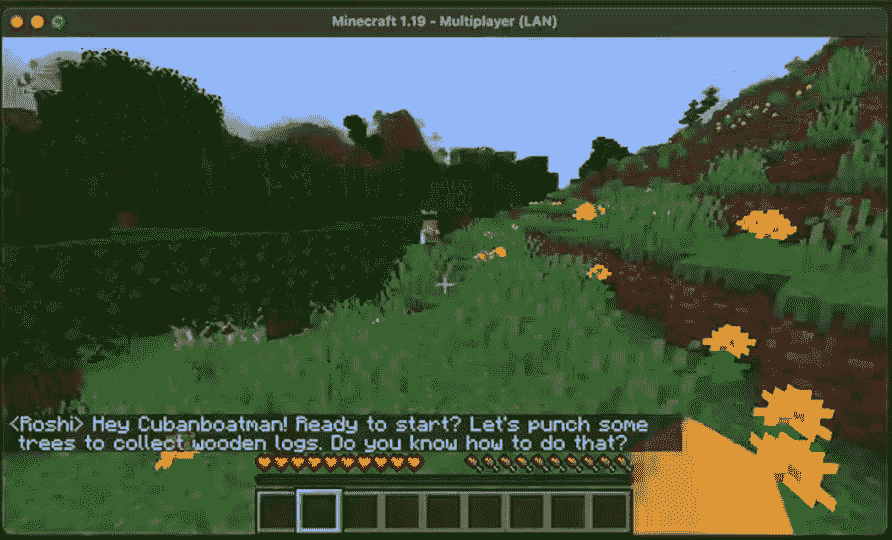 Minecraft 1.19 - Multiplayer (LAN)
<Roshi> Hey Cubanboatman! Ready to start? Let's punch some
trees to collect wooden logs. Do you know how to do that?